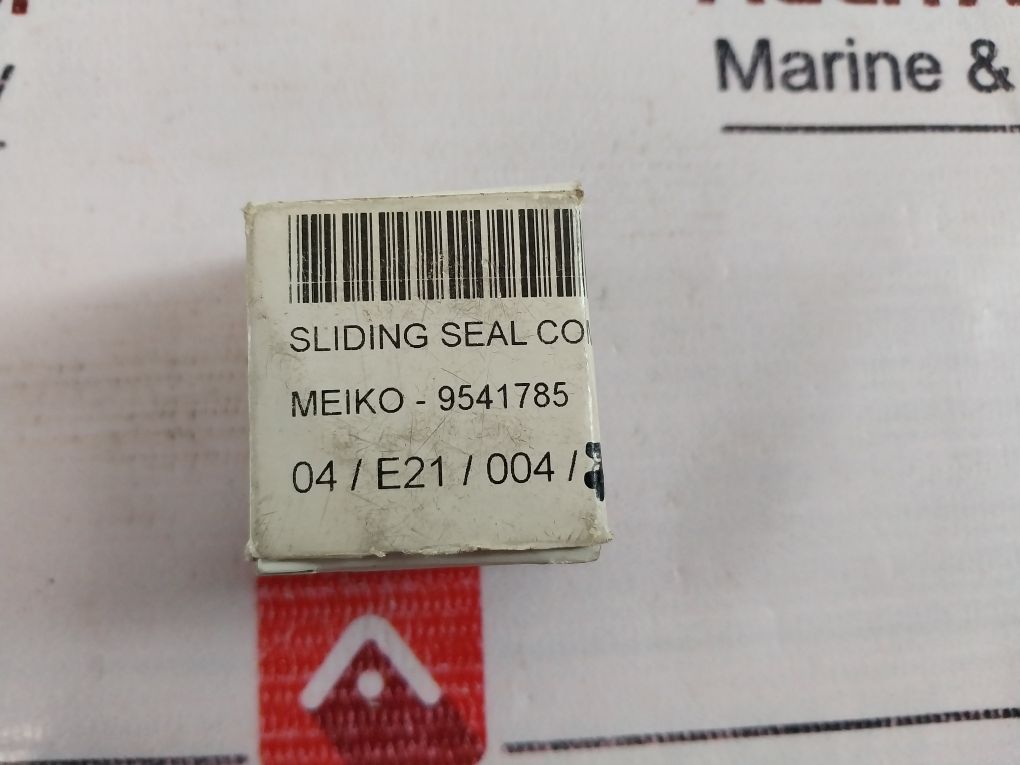 Marine &
SLIDING SEAL CO
MEIKO - 9541785
04 / E21 / 004 /